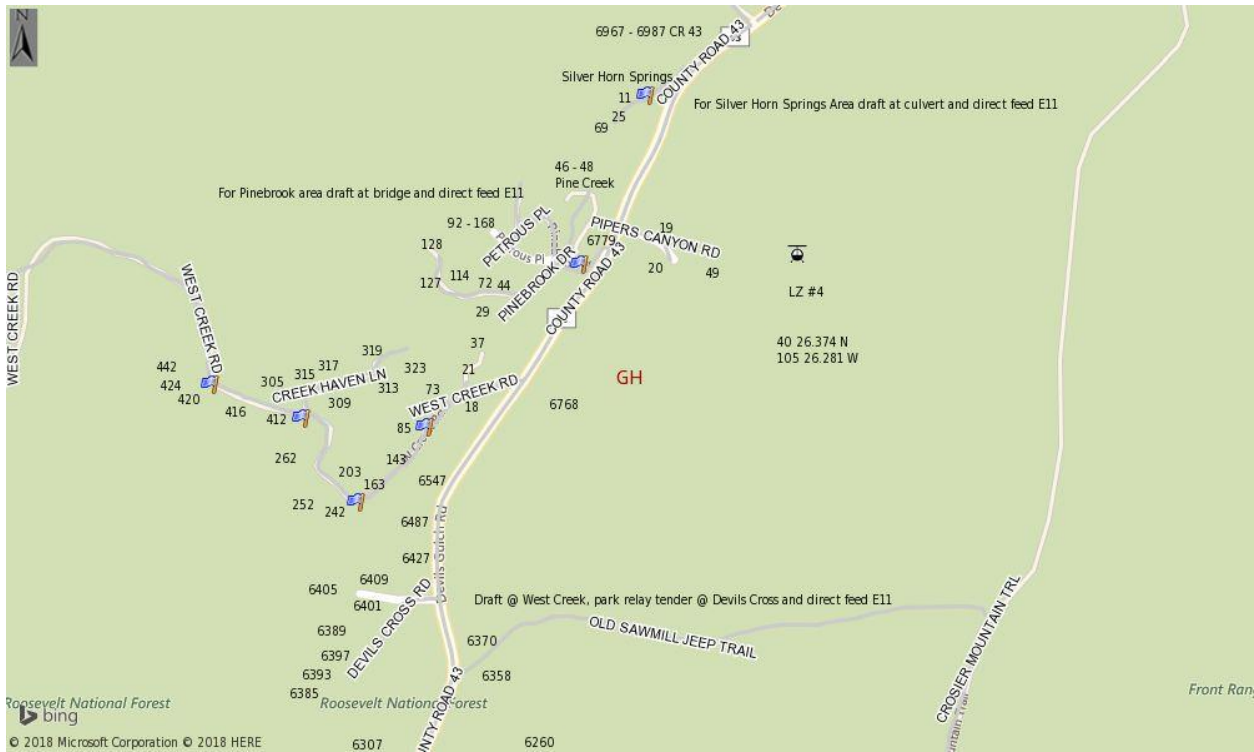 N
6967 - 6987 CR 43
COUNTY ROAD 43
Silver Horn Springs
11
For Silver Horn Springs Area draft at culvert and direct feed E11
25
69
46 - 48
Pine Creek
For Pinebrook area draft at bridge and direct feed E11
92 - 168
PETROUS PL
PIPERS CANYON RD
19
6779
128
20
49
127
114
72
44
PINEBROOK DR
29
COUNTY ROAD 43
LZ #4
40 26.374 N
105 26.281 W
WEST CREEK RD
WEST CREEK RD
37
319
317
323
21
442
424
420
305
315
313
CREEK HAVEN LN
73
WEST CREEK RD
GH
416
412
309
18
6768
85
262
203
143
163
6547
252
242
6487
Devils Gulch Rd
6427
6405
6409
6401
DEVILS CROSS RD
Draft @ West Creek, park relay tender @ Devils Cross and direct feed E11
OLD SAWMILL JEEP TRAIL
CROSIER MOUNTAIN TRL
6389
6370
6397
6393
6358
6385
Roosevelt National Forest
Roosevelt National Forest
Front Ran
bing
COUNTY ROAD 43
© 2018 Microsoft Corporation © 2018 HERE
6307
6260